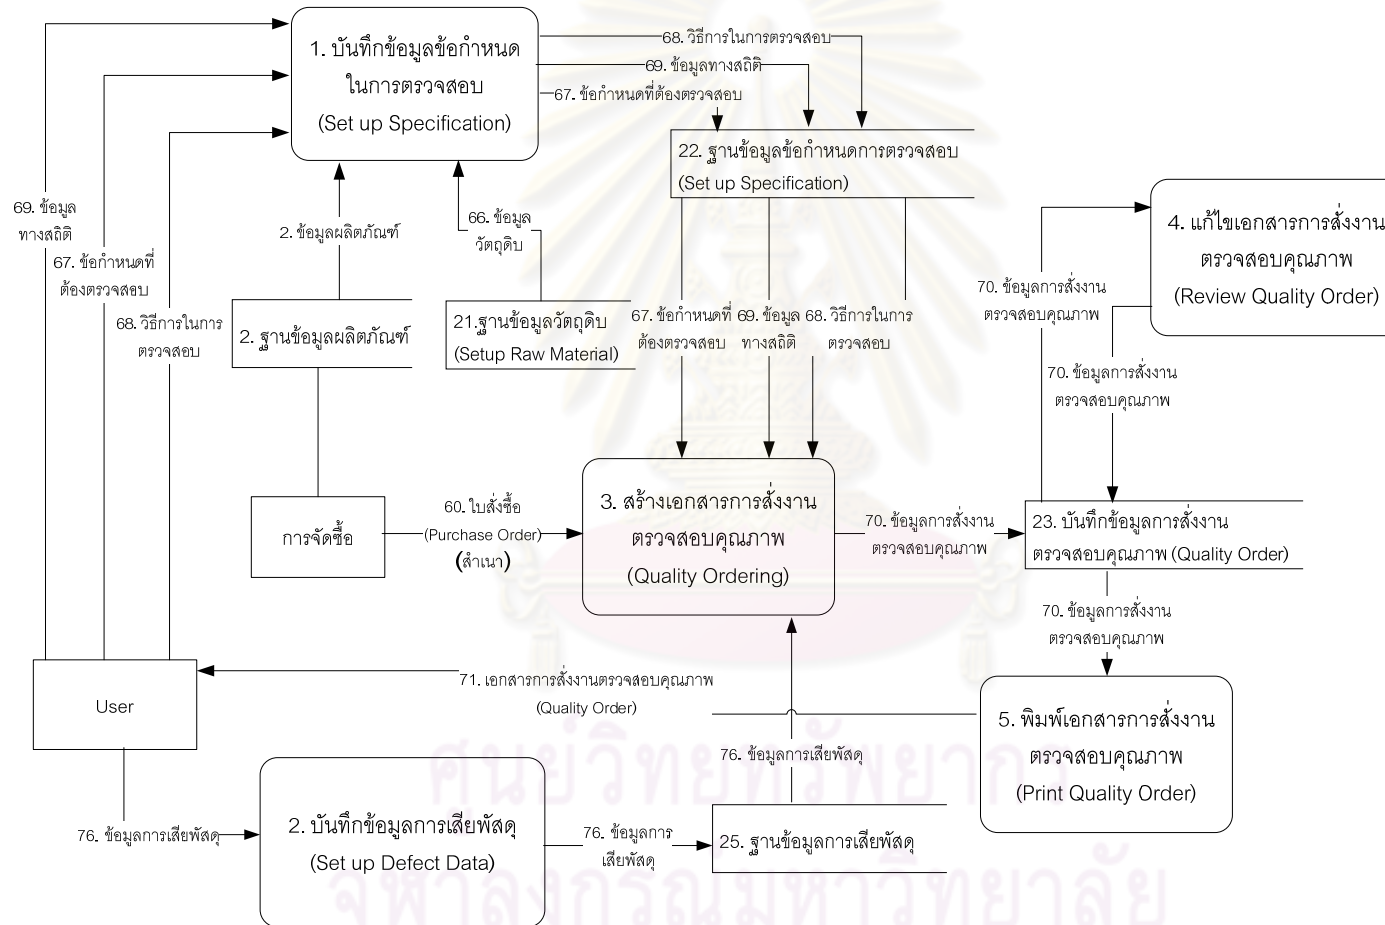 1. บันทึกข้อมูลข้อกำหนด
ในการตรวจสอบ
(Set up Specification)
68. วิธีการในการตรวจสอบ
69. ข้อมูลทางสถิติ
67. ข้อกำหนดที่ต้องตรวจสอบ
22. ฐานข้อมูลข้อกำหนดการตรวจสอบ
(Set up Specification)
69. ข้อมูล
ทางสถิติ
67. ข้อกำหนดที่
ต้องตรวจสอบ
68. วิธีการในการ
ตรวจสอบ
2. ข้อมูลผลิตภัณฑ์
66. ข้อมูล
วัตถุดิบ
2. ฐานข้อมูลผลิตภัณฑ์
21.ฐานข้อมูลวัตถุดิบ
(Setup Raw Material)
67. ข้อกำหนดที่
ต้องตรวจสอบ
69. ข้อมูล
ทางสถิติ
68. วิธีการในการ
ตรวจสอบ
4. แก้ไขเอกสารการสั่งงาน
ตรวจสอบคุณภาพ
(Review Quality Order)
70. ข้อมูลการสั่งงาน
ตรวจสอบคุณภาพ
70. ข้อมูลการสั่งงาน
ตรวจสอบคุณภาพ
การจัดซื้อ
60. ใบสั่งซื้อ
(Purchase Order)
(สำเนา)
3. สร้างเอกสารการสั่งงาน
ตรวจสอบคุณภาพ
(Quality Ordering)
70. ข้อมูลการสั่งงาน
ตรวจสอบคุณภาพ
23. บันทึกข้อมูลการสั่งงาน
ตรวจสอบคุณภาพ (Quality Order)
70. ข้อมูลการสั่งงาน
ตรวจสอบคุณภาพ
User
71. เอกสารการสั่งงานตรวจสอบคุณภาพ
(Quality Order)
5. พิมพ์เอกสารการสั่งงาน
ตรวจสอบคุณภาพ
(Print Quality Order)
76. ข้อมูลการเสียพัสดุ
76. ข้อมูลการเสียพัสดุ
2. บันทึกข้อมูลการเสียพัสดุ
(Set up Defect Data)
76. ข้อมูลการ
เสียพัสดุ
25. ฐานข้อมูลการเสียพัสดุ
ศูนย์วิทยทรัพยากร
จุฬาลงกรณ์มหาวิทยาลัย